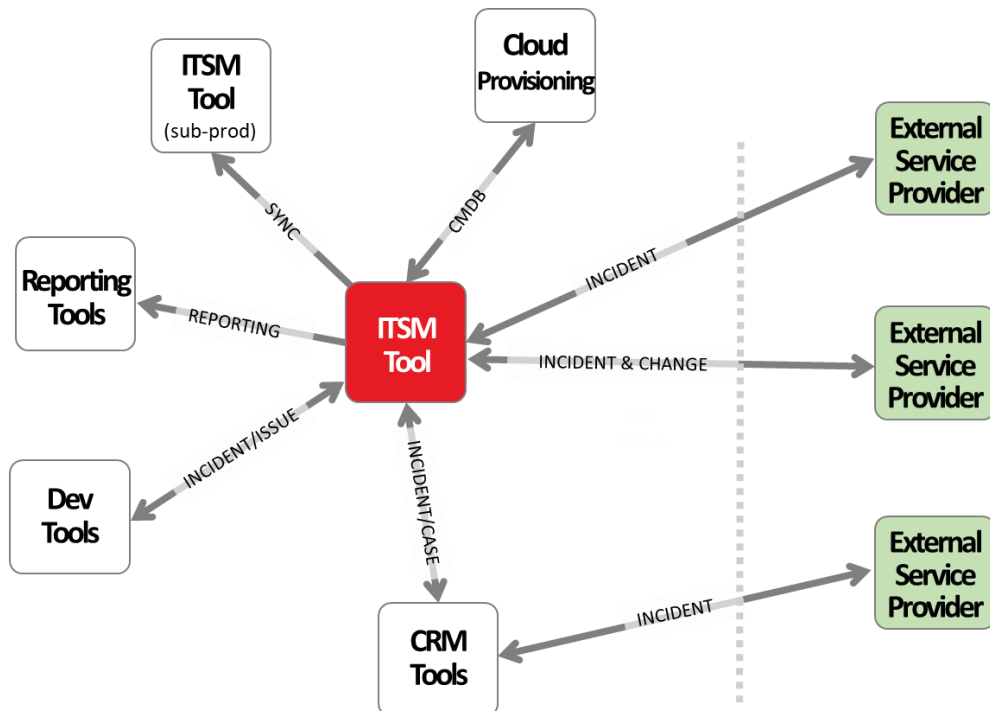 ITSM
Tool
(sub-prod)
Cloud
Provisioning
External
Service
Provider
SYNC
CMDB
INCIDENT
Reporting
Tools
REPORTING
ITSM
Tool
INCIDENT & CHANGE
External
Service
Provider
INCIDENT/ISSUE
INCIDENT/CASE
Dev
Tools
External
Service
Provider
INCIDENT
CRM
Tools